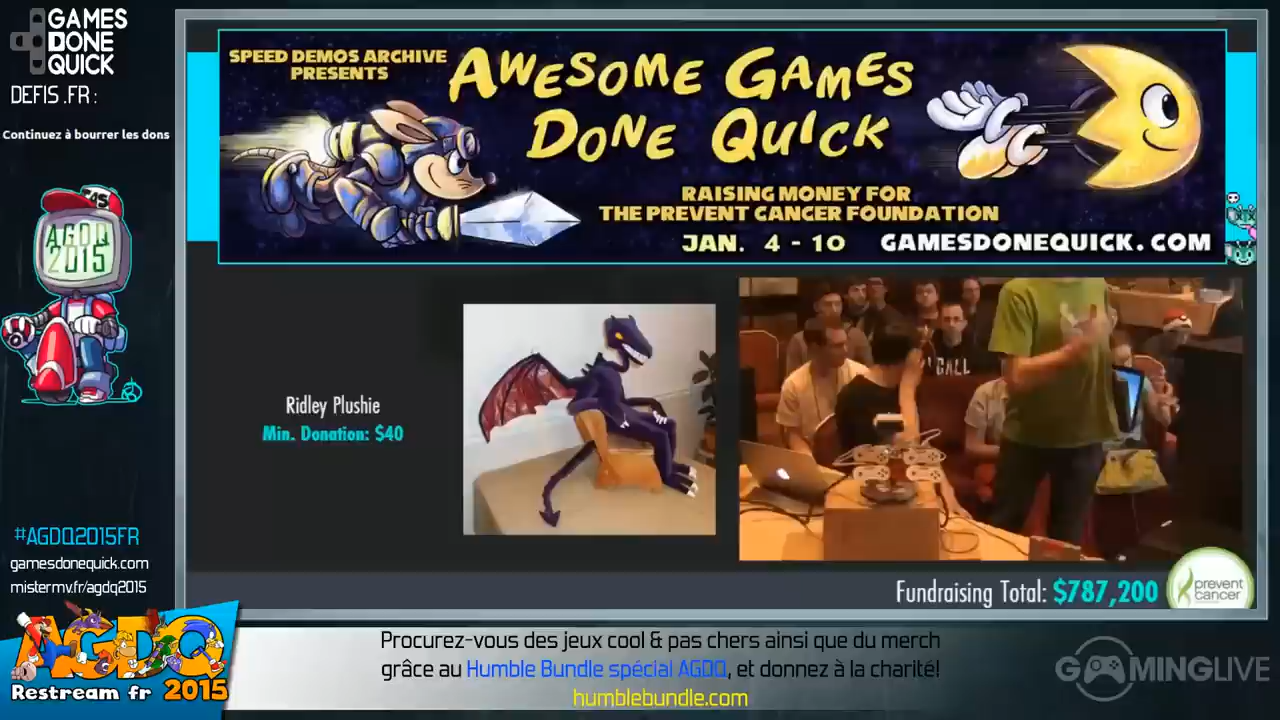 GAMES
DONE
QUICK
DEFIS .FR :
Continuez à bourrer les dons
AGDQ
2015
#AGDQ2015FR
gamesdonequick.com
mistermv.fr/agdq2015
AGDQ
Restream fr 2015
SPEED DEMOS ARCHIVE
PRESENTS
AWESOME GAMES
DONE QUICK
RAISING MONEY FOR
THE PREVENT CANCER FOUNDATION
JAN. 4 - 10 GAMESDONEQUICK.COM
Ridley Plushie
Min. Donation: $40
Fundraising Total: $787,200
prevent
cancer
Procurez-vous des jeux cool & pas chers ainsi que du merch
grâce au Humble Bundle spécial AGDQ, et donnez à la charité!
humblebundle.com
GAMINGLIVE